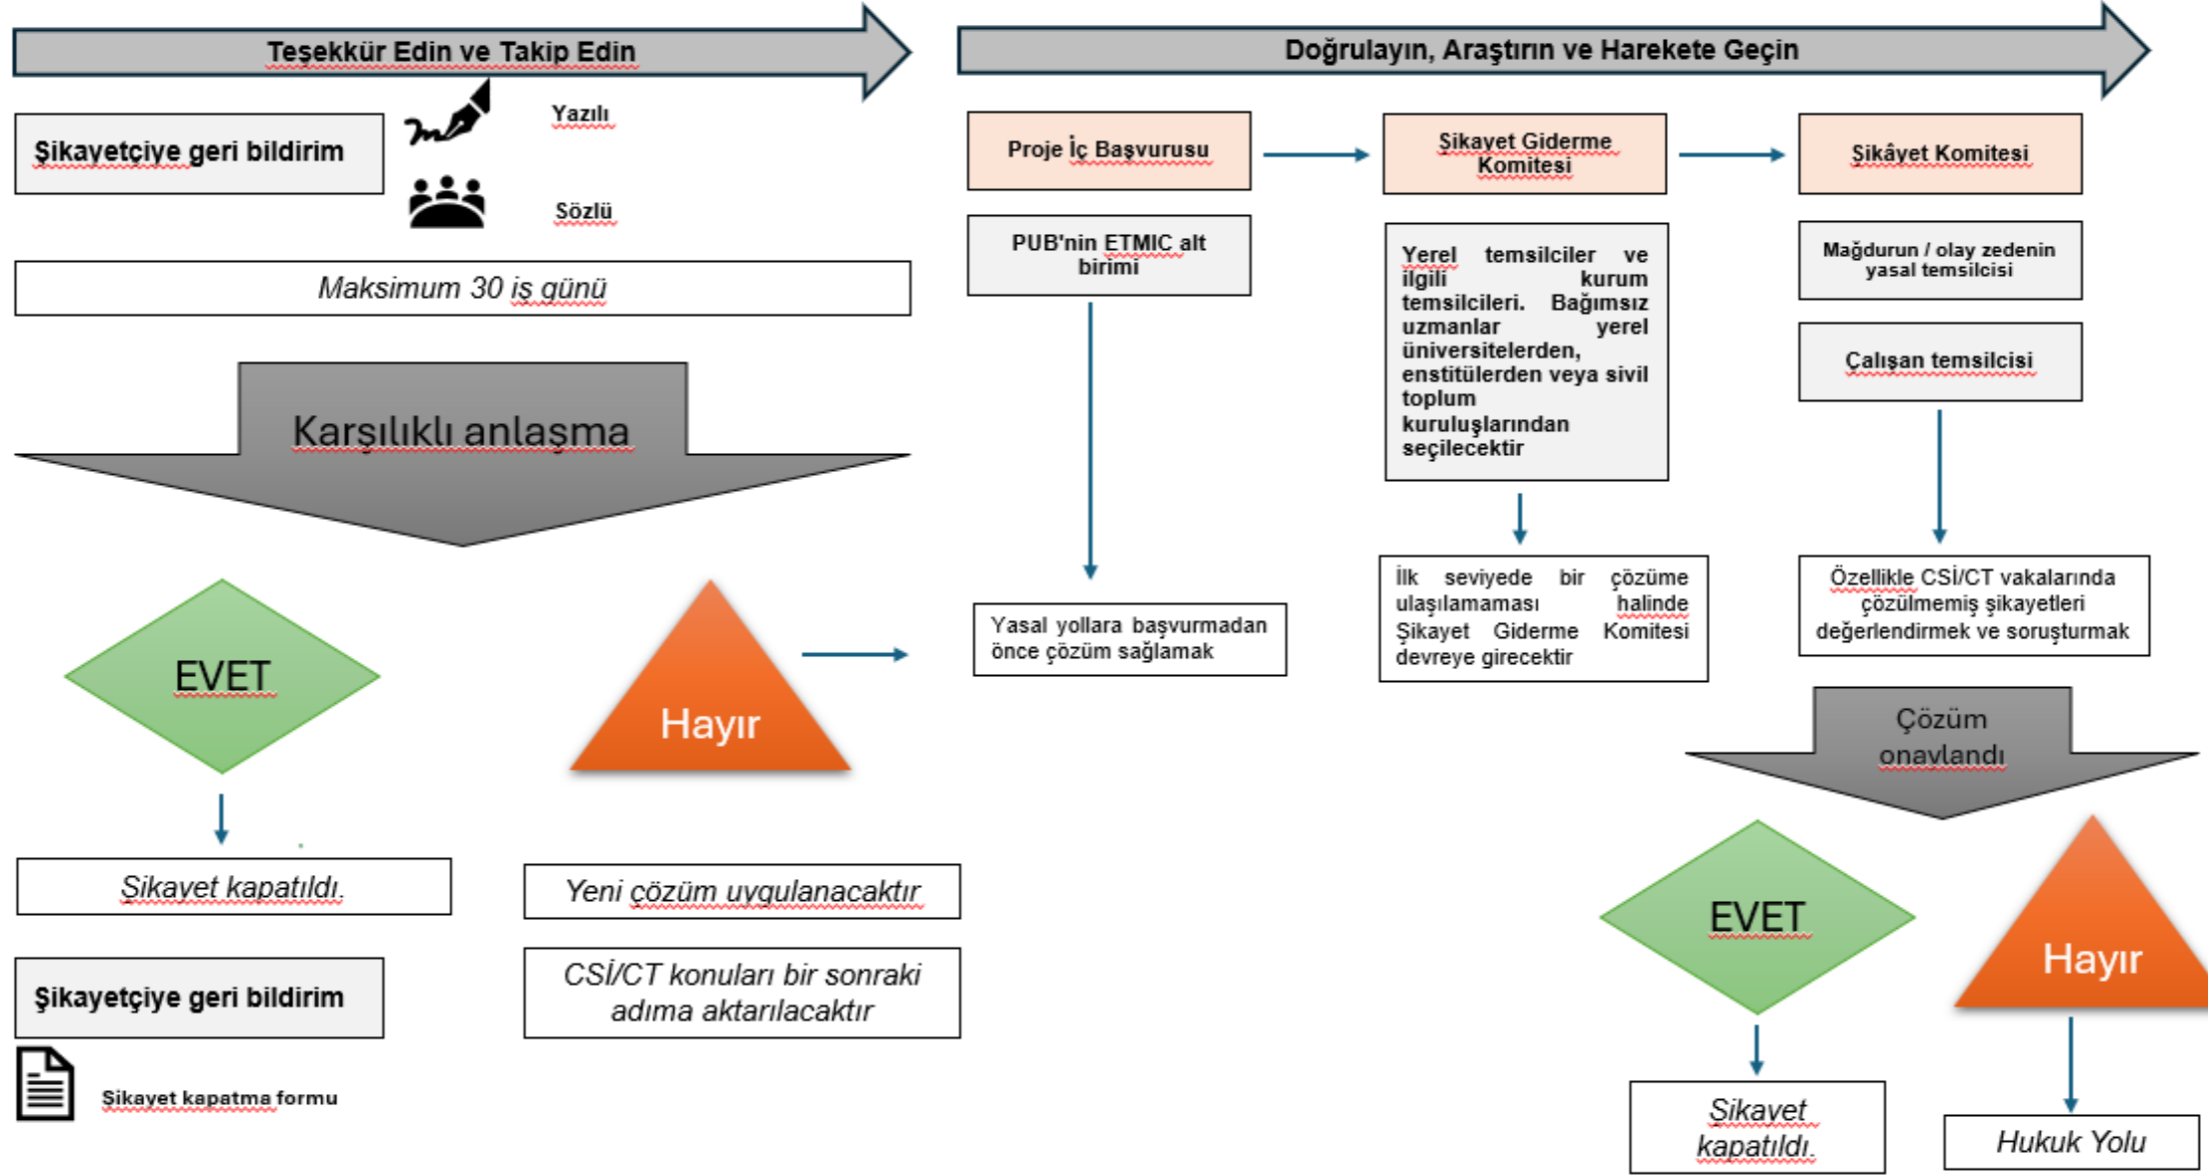 Teşekkür Edin ve Takip Edin
Şikayetçiye geri bildirim
Yazılı
Sözlü
Maksimum 30 iş günü
Karşılıklı anlaşma
EVET
Hayır
Şikayet kapatıldı.
Yeni çözüm uygulanacaktır
CSİ/CT konuları bir sonraki
adıma aktarılacaktır
Şikayetçiye geri bildirim
Şikayet kapatma formu
Doğrulayın, Araştırın ve Harekete Geçin
Proje İç Başvurusu
PUB'nin ETMIC alt
birimi
Yasal yollara başvurmadan
önce çözüm sağlamak
Şikayet Giderme
Komitesi
Yerel temsilciler ve
ilgili kurum
temsilcileri. Bağımsız
uzmanlar yerel
üniversitelerden,
enstitülerden veya sivil
toplum
kuruluşlarından
seçilecektir
İlk seviyede bir çözüme
ulaşılamaması halinde
Şikayet Giderme Komitesi
devreye girecektir
Şikâyet Komitesi
Mağdurun / olay zedenin
yasal temsilcisi
Çalışan temsilcisi
Özellikle CSİ/CT vakalarında
çözülmemiş şikayetleri
değerlendirmek ve soruşturmak
Çözüm
onaylandı
EVET
Hayır
Şikayet
kapatıldı.
Hukuk Yolu